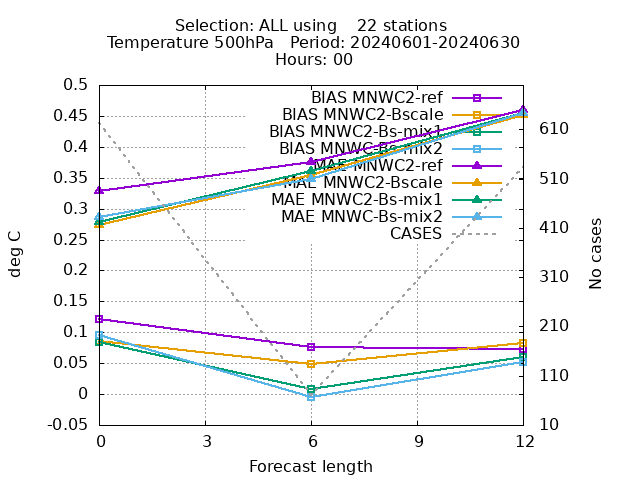 Selection: ALL using    22 stations
Temperature 500hPa   Period: 20240601-20240630
Hours: 00
0.5
0.45
0.4
0.35
0.3
0.25
0.2
0.15
0.1
0.05
0
-0.05
deg C
BIAS MNWC2-ref
BIAS MNWC2-Bscale
BIAS MNWC2-Bs-mix1
BIAS MNWC-Bs-mix2
MAE MNWC2-ref
MAE MNWC2-Bscale
MAE MNWC2-Bs-mix1
MAE MNWC-Bs-mix2
CASES
610
510
410
310
210
110
10
No cases
0 3 6 9 12
Forecast length